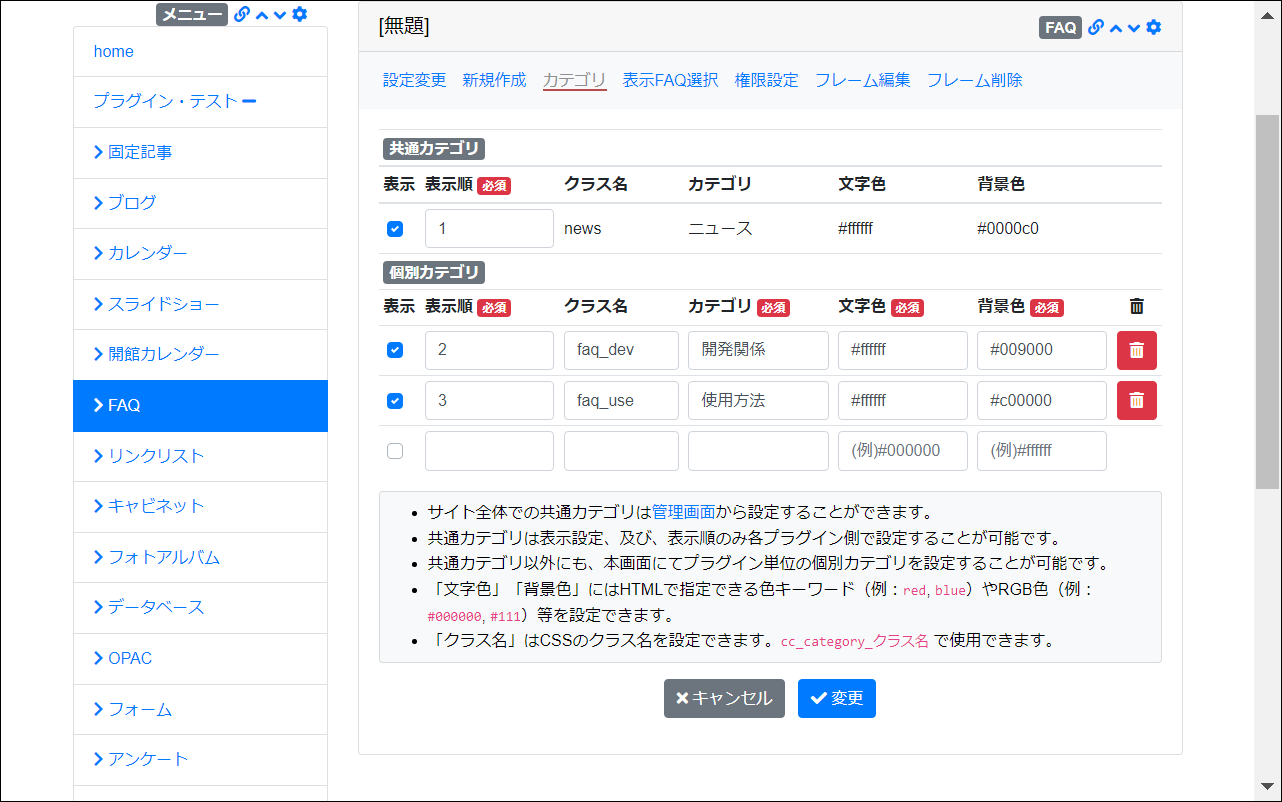 メニュー
home
プラグイン・テスト
固定記事
ブログ
カレンダー
スライドショー
開館カレンダー
FAQ
リンクリスト
キャビネット
フォトアルバム
データベース
OPAC
フォーム
アンケート
[無題]
FAQ
設定変更 新規作成 カテゴリ 表示FAQ選択 権限設定 フレーム編集 フレーム削除
共通カテゴリ
表示 表示順 必須 クラス名 カテゴリ 文字色 背景色
1 news ニュース #ffffff #0000c0
個別カテゴリ
表示 表示順 必須 クラス名 カテゴリ 必須 文字色 必須 背景色 必須
2 faq_dev 開発関係 #ffffff #009000
3 faq_use 使用方法 #ffffff #c00000
(例)#000000 (例)#ffffff
サイト全体での共通カテゴリは管理画面から設定することができます。
共通カテゴリは表示設定、及び、表示順のみ各プラグイン側で設定することが可能です。
共通カテゴリ以外にも、本画面にてプラグイン単位の個別カテゴリを設定することが可能です。
「文字色」「背景色」にはHTMLで指定できる色キーワード（例：red, blue）やRGB色（例：
#000000, #111）等を設定できます。
「クラス名」はCSSのクラス名を設定できます。cc_category_クラス名 で使用できます。
キャンセル 変更